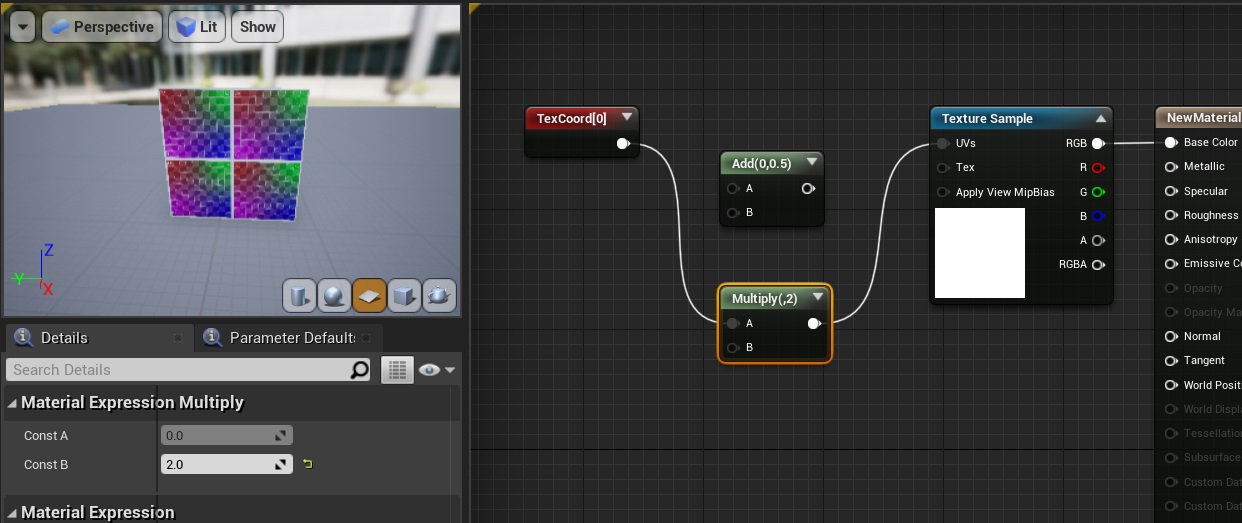 Perspective
Lit
Show
Z
Y
X
Details
Parameter Default
Search Details
Material Expression Multiply
Const A
0.0
Const B
2.0
Material Expression
TexCoord[0]
Add(0,0.5)
A
B
Multiply(,2)
A
B
Texture Sample
UVs
RGB
Tex
R
Apply View MipBias
G
B
A
RGBA
NewMaterial
Base Color
Metallic
Specular
Roughness
Anisotropy
Emissive Co
Opacity
Opacity Ma
Normal
Tangent
World Posit
World Displa
Tessellation
Subsurface
Custom Dat
Custom Dat